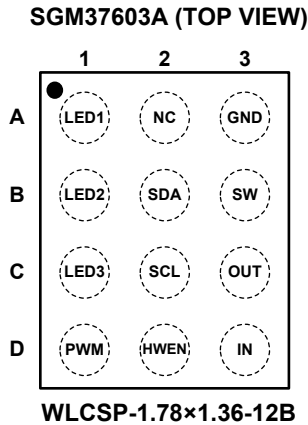 SGM37603A (TOP VIEW)
1 2 3
A LED1 NC GND
B LED2 SDA SW
C LED3 SCL OUT
D PWM HWEN IN
WLCSP-1.78×1.36-12B